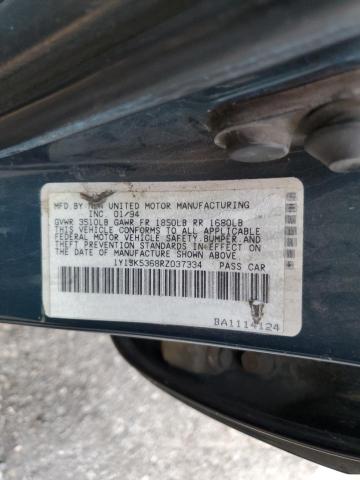 MFD. BY NEW UNITED MOTOR MANUFACTURING
INC. 01/94
GVWR 3510LB GAWR FR 1850LB RR 1680LB
THIS VEHICLE CONFORMS TO ALL APPLICABLE
FEDERAL MOTOR VEHICLE SAFETY, BUMPER, AND
THEFT PREVENTION STANDARDS IN EFFECT ON
THE DATE OF MANUFACTURE SHOWN ABOVE.
1Y1SK5368RZ037334 PASS CAR
BA1114124